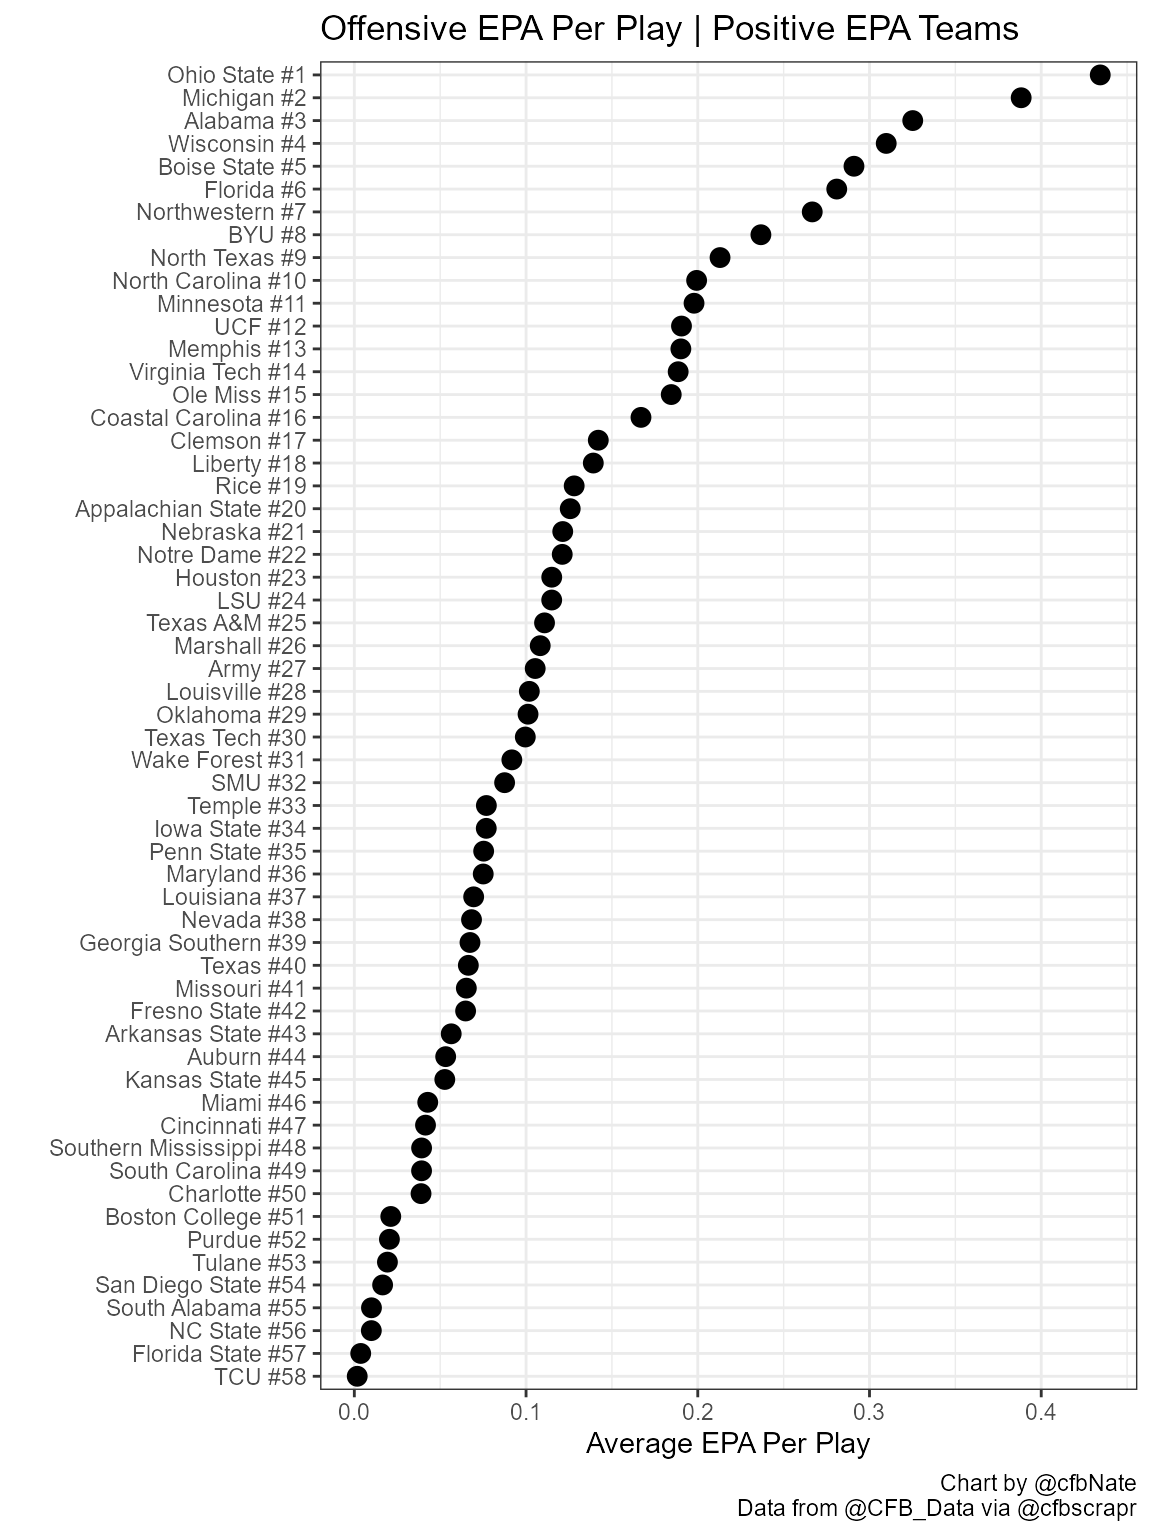 Offensive EPA Per Play | Positive EPA Teams
Ohio State #1
Michigan #2
Alabama #3
Wisconsin #4
Boise State #5
Florida #6
Northwestern #7
BYU #8
North Texas #9
North Carolina #10
Minnesota #11
UCF #12
Memphis #13
Virginia Tech #14
Ole Miss #15
Coastal Carolina #16
Clemson #17
Liberty #18
Rice #19
Appalachian State #20
Nebraska #21
Notre Dame #22
Houston #23
LSU #24
Texas A&M #25
Marshall #26
Army #27
Louisville #28
Oklahoma #29
Texas Tech #30
Wake Forest #31
SMU #32
Temple #33
Iowa State #34
Penn State #35
Maryland #36
Louisiana #37
Nevada #38
Georgia Southern #39
Texas #40
Missouri #41
Fresno State #42
Arkansas State #43
Auburn #44
Kansas State #45
Miami #46
Cincinnati #47
Southern Mississippi #48
South Carolina #49
Charlotte #50
Boston College #51
Purdue #52
Tulane #53
San Diego State #54
South Alabama #55
NC State #56
Florida State #57
TCU #58
0.0 0.1 0.2 0.3 0.4
Average EPA Per Play
Chart by @cfbNate
Data from @CFB_Data via @cfbscrapr